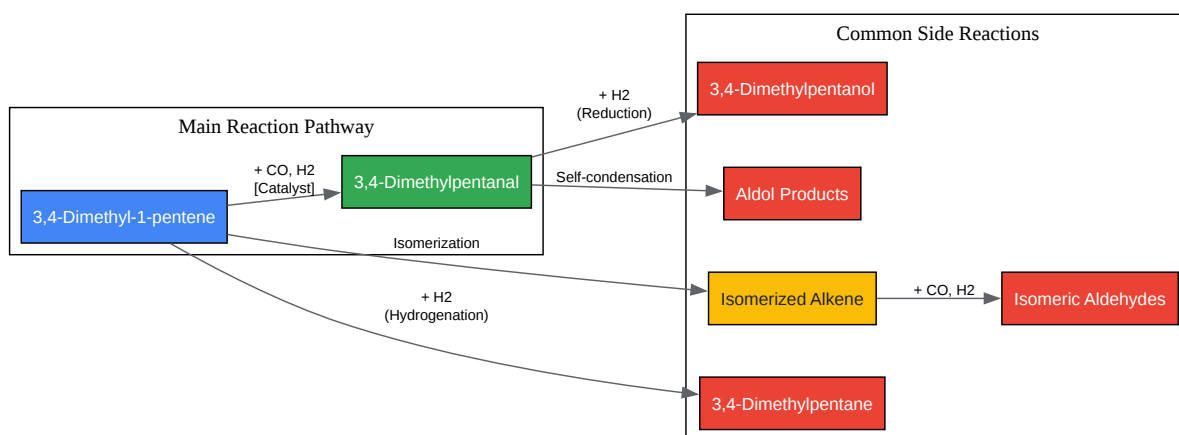 Common Side Reactions
3,4-Dimethylpentanol
+ H2
(Reduction)
Main Reaction Pathway
+ CO, H2
[Catalyst]
3,4-Dimethylpentanal
Self-condensation
Aldol Products
3,4-Dimethyl-1-pentene
Isomerization
Isomerized Alkene
+ CO, H2
Isomeric Aldehydes
+ H2
(Hydrogenation)
3,4-Dimethylpentane